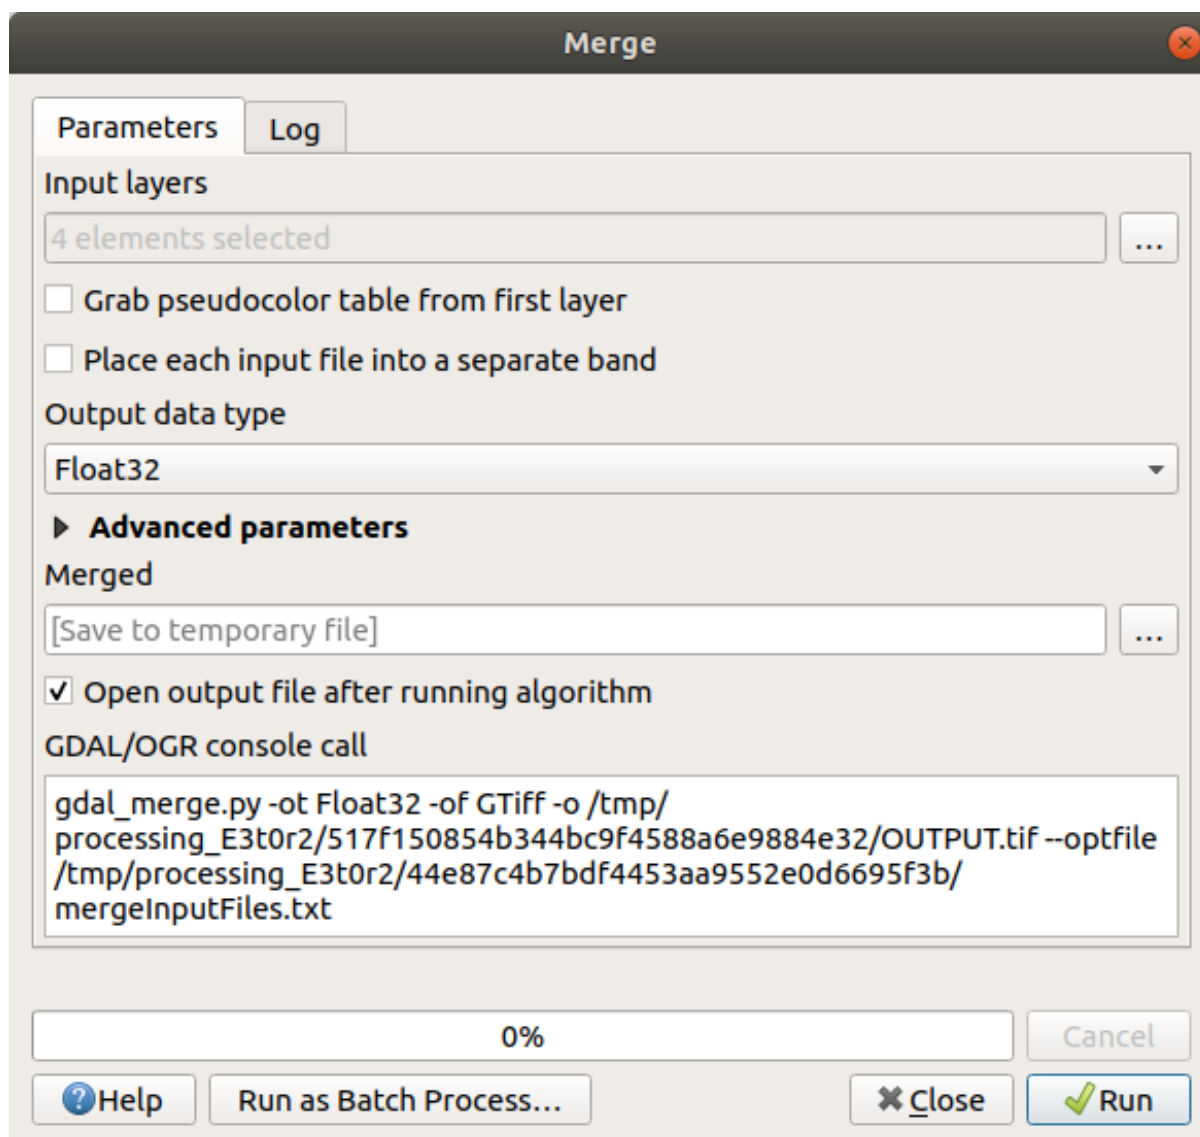 Merge
Parameters
Log
Input layers
4 elements selected
...
Grab pseudocolor table from first layer
Place each input file into a separate band
Output data type
Float32
Advanced parameters
Merged
[Save to temporary file]
...
Open output file after running algorithm
GDAL/OGR console call
gdal_merge.py -ot Float32 -of GTiff -o /tmp/
processing_E3t0r2/517f150854b344bc9f4588a6e9884e32/OUTPUT.tif --optfile
/tmp/processing_E3t0r2/44e87c4b7bdf4453aa9552e0d6695f3b/
mergeInputFiles.txt
0%
Cancel
Help
Run as Batch Process...
Close
Run